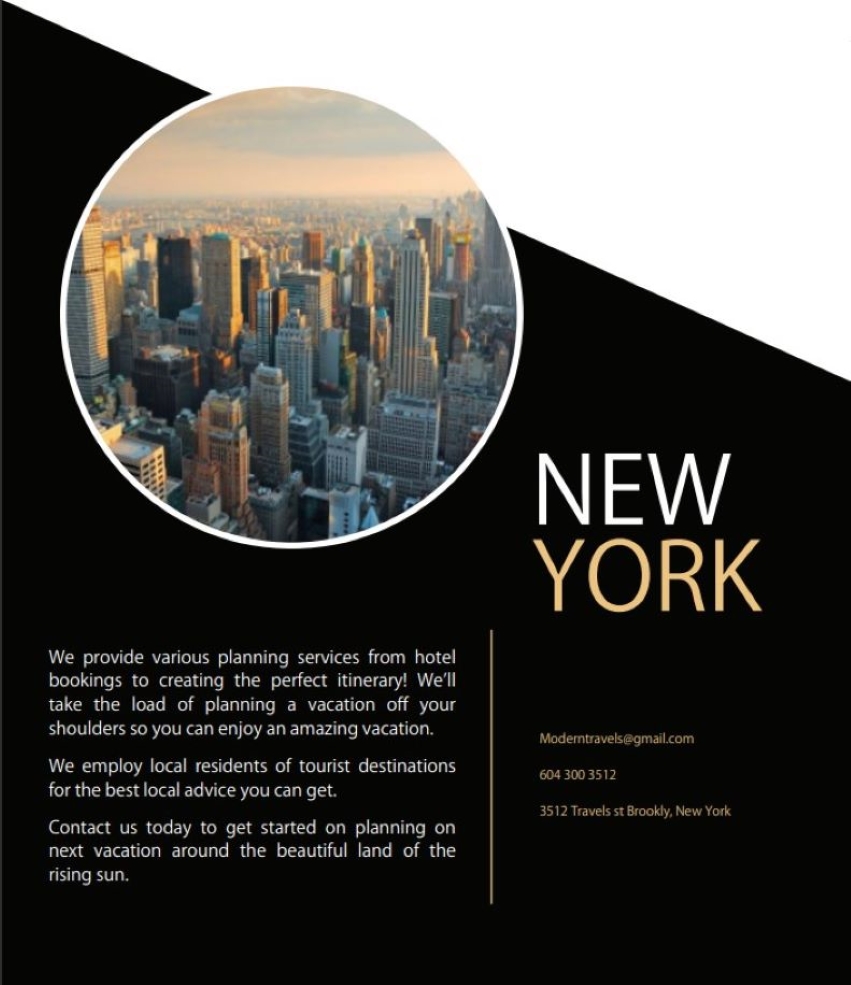 NEW
YORK
We provide various planning services from hotel
bookings to creating the perfect itinerary! We'll
take the load of planning a vacation off your
shoulders so you can enjoy an amazing vacation.
We employ local residents of tourist destinations
for the best local advice you can get.
Contact us today to get started on planning on
next vacation around the beautiful land of the
rising sun.
Moderntravels@gmail.com
604 300 3512
3512 Travels st Brookly, New York